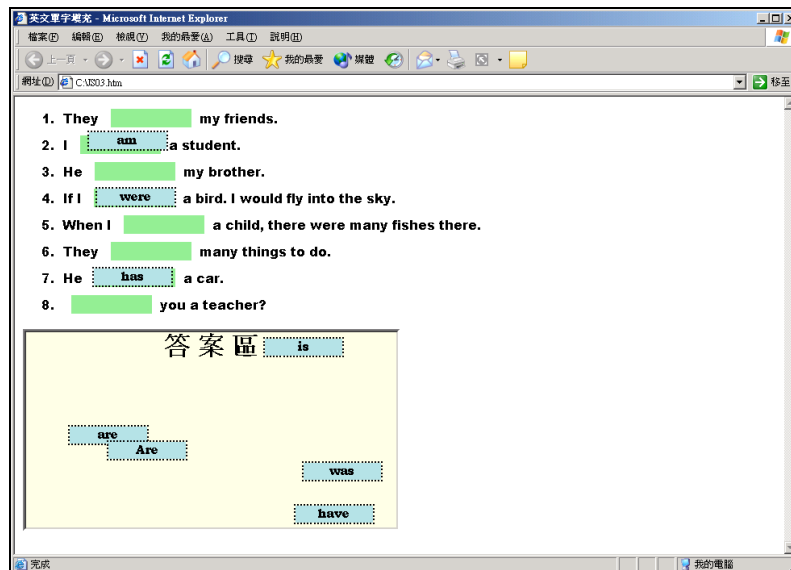 英文單字填充 - Microsoft Internet Explorer
檔案(F) 編輯(E) 檢視(V) 我的最愛(A) 工具(T) 說明(H)
上一頁 搜尋 我的最愛 媒體
網址(D) C:\JS03.htm 移至
1. They my friends.
2. I am a student.
3. He my brother.
4. If I were a bird. I would fly into the sky.
5. When I a child, there were many fishes there.
6. They many things to do.
7. He has a car.
8. you a teacher?
答案區 is
are
Are
was
have
完成 我的電腦